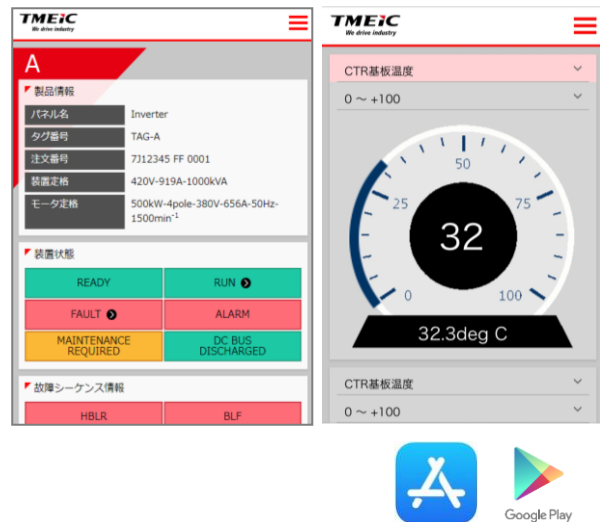 TMEiC
We drive industry
A
製品情報
パネル名 Inverter
タグ番号 TAG-A
注文番号 7J12345 FF 0001
装置定格 420V-919A-1000kVA
モータ定格 500kW-4pole-380V-656A-50Hz-
1500min⁻¹
装置状態
READY RUN
FAULT ALARM
MAINTENANCE
REQUIRED
DC BUS
DISCHARGED
故障シーケンス情報
HBLR BLF
TMEiC
We drive industry
CTR基板温度
0 ～ +100
50
25 75
32
0 100
32.3deg C
CTR基板温度
0 ～ +100
Google Play